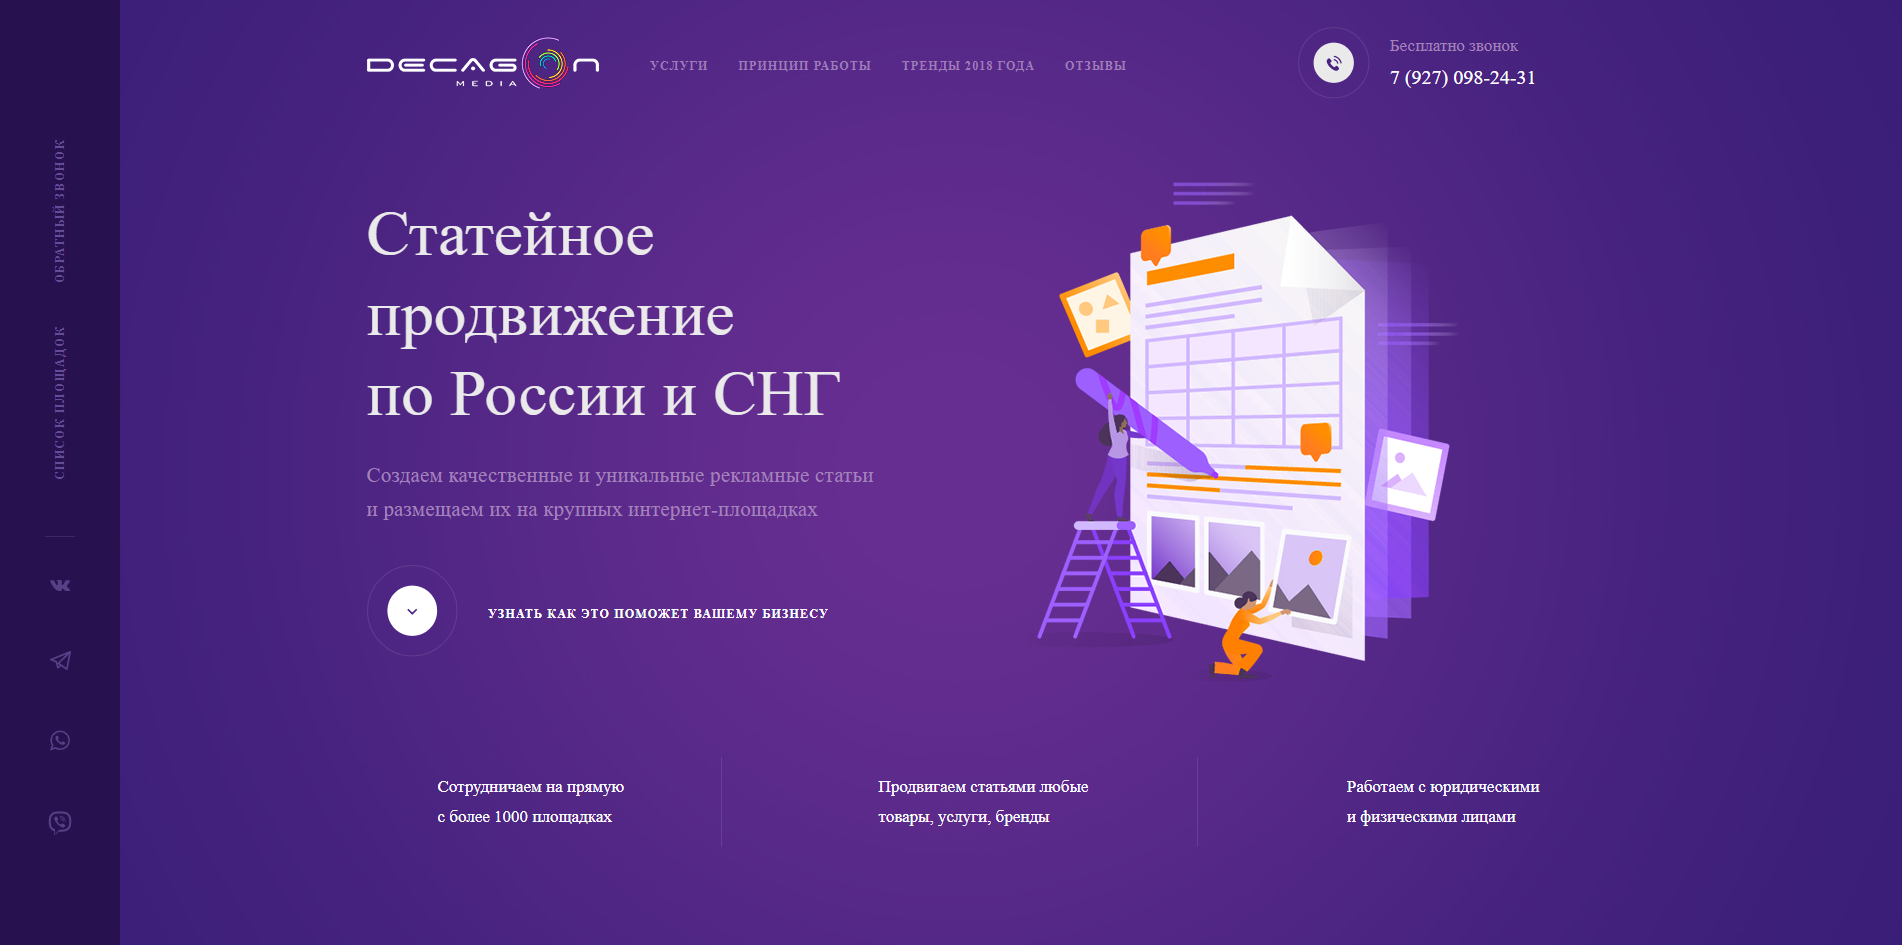 DECAGON
MEDIA
УСЛУГИ
ПРИНЦИП РАБОТЫ
ТРЕНДЫ 2018 ГОДА
ОТЗЫВЫ
Бесплатно звонок
7 (927) 098-24-31
ОБРАТНЫЙ ЗВОНОК
СПИСОК ПЛОЩАДОК
Статейное
продвижение
по России и СНГ
Создаем качественные и уникальные рекламные статьи
и размещаем их на крупных интернет-площадках
УЗНАТЬ КАК ЭТО ПОМОЖЕТ ВАШЕМУ БИЗНЕСУ
Сотрудничаем на прямую
с более 1000 площадках
Продвигаем статьями любые
товары, услуги, бренды
Работаем с юридическими
и физическими лицами